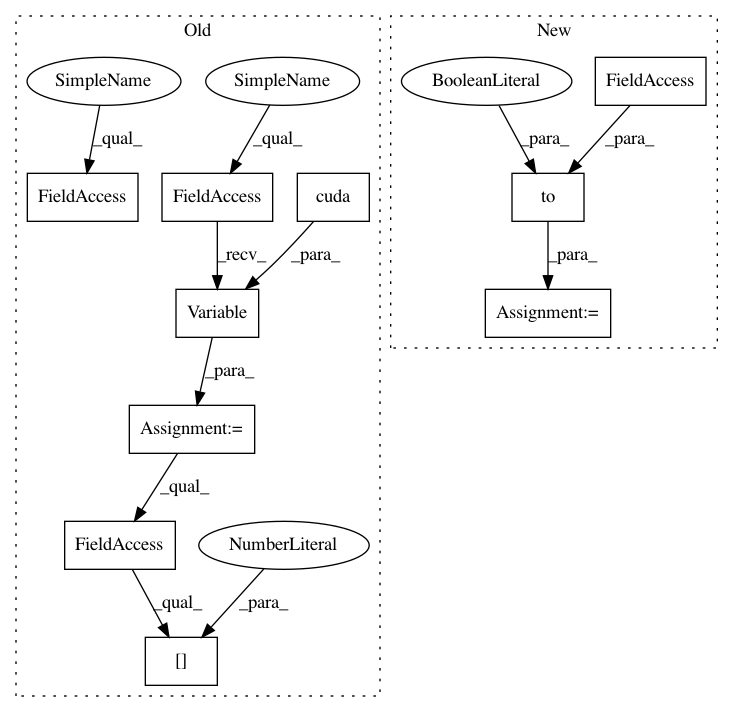 Old
New
SimpleName
SimpleName
BooleanLiteral
FieldAccess
_qual_
_qual_
_para_
_para_
FieldAccess
FieldAccess
cuda
to
_recv_
_para_
_para_
Variable
Assignment:=
_para_
Assignment:=
_qual_
FieldAccess
NumberLiteral
_qual_
_para_
[]